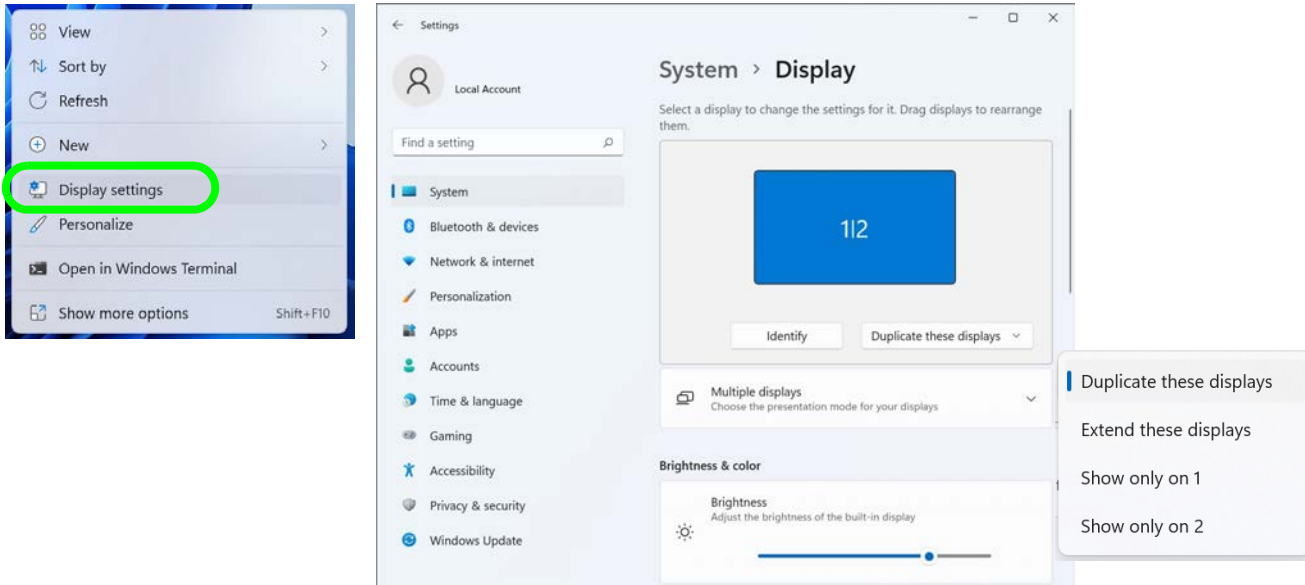 View
Sort by
Refresh
New
Display settings
Personalize
Open in Windows Terminal
Show more options Shift+F10
Settings
Local Account
Find a setting
System
Bluetooth & devices
Network & internet
Personalization
Apps
Accounts
Time & language
Gaming
Accessibility
Privacy & security
Windows Update
System > Display
Select a display to change the settings for it. Drag displays to rearrange
them.
1|2
Identify Duplicate these displays
Multiple displays
Choose the presentation mode for your displays
Brightness & color
Brightness
Adjust the brightness of the built-in display
Duplicate these displays
Extend these displays
Show only on 1
Show only on 2